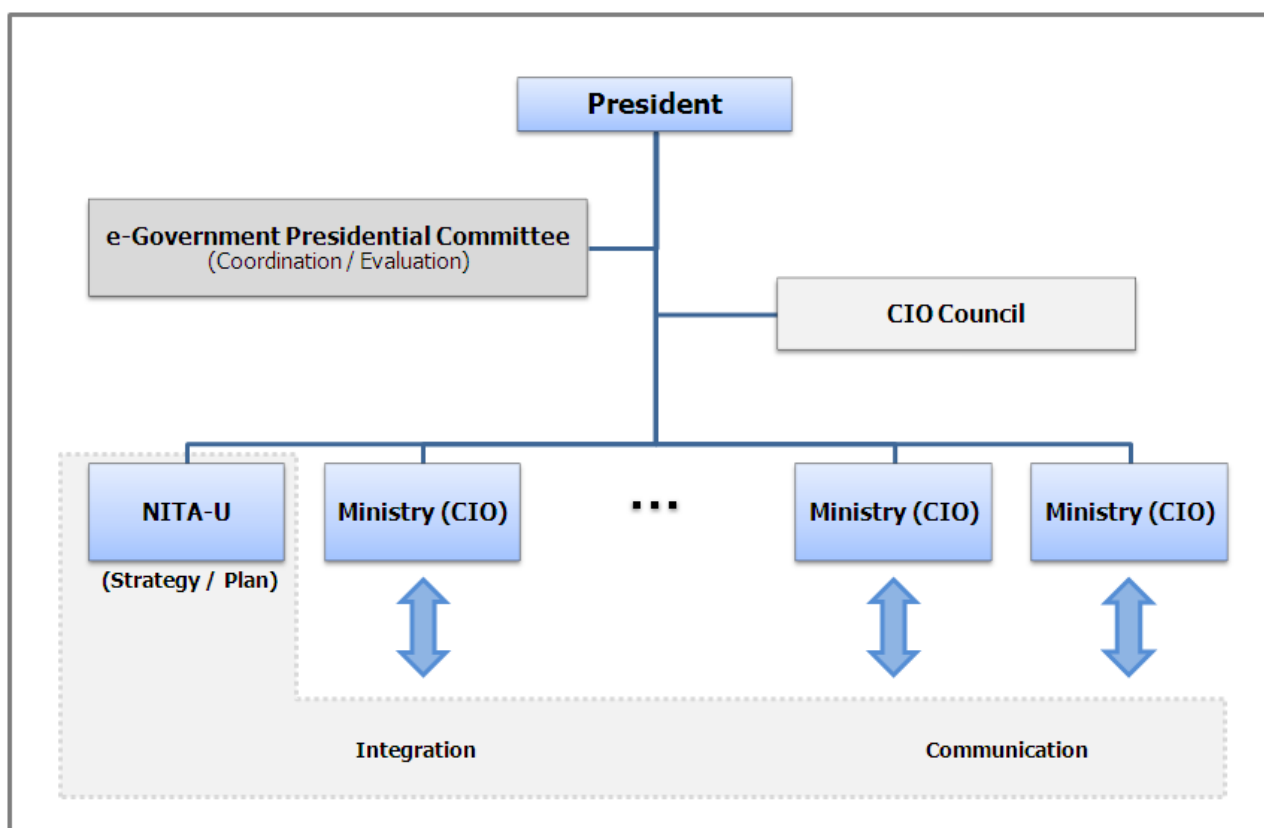 President
e-Government Presidential Committee
(Coordination / Evaluation)
CIO Council
NITA-U
(Strategy / Plan)
Ministry (CIO)
...
Ministry (CIO)
Ministry (CIO)
Integration
Communication